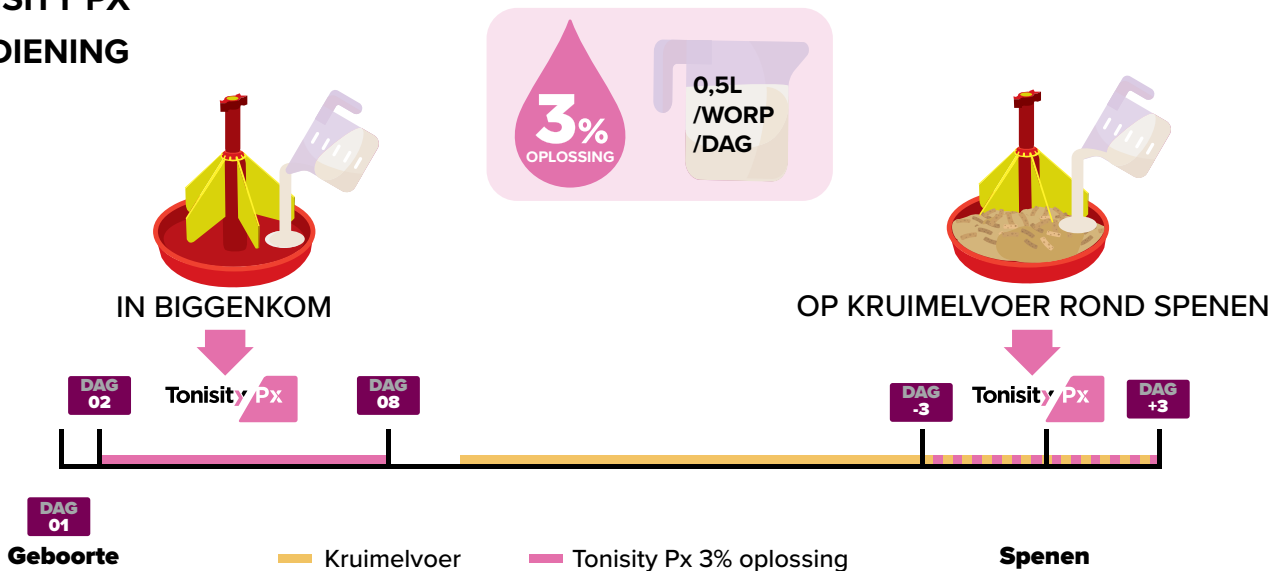 DIENING
3%
OPLOSSING
0,5L
/WORP
/DAG
IN BIGGENKOM
OP KRUIMELVOER ROND SPENEN
DAG
02
Tonisity Px
DAG
08
DAG
-3
Tonisity Px
DAG
+3
DAG
01
Geboorte
Kruimelvoer
Tonisity Px 3% oplossing
Spenen